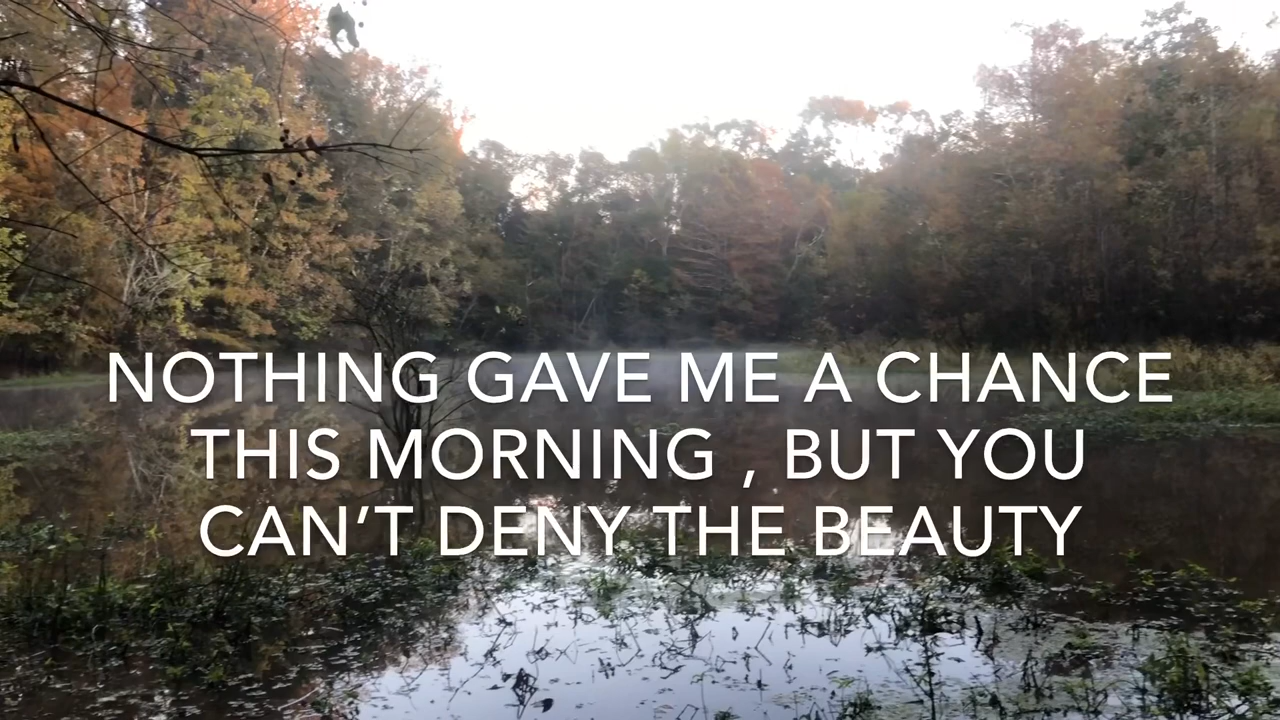 NOTHING GAVE ME A CHANCE
THIS MORNING , BUT YOU
CAN’T DENY THE BEAUTY